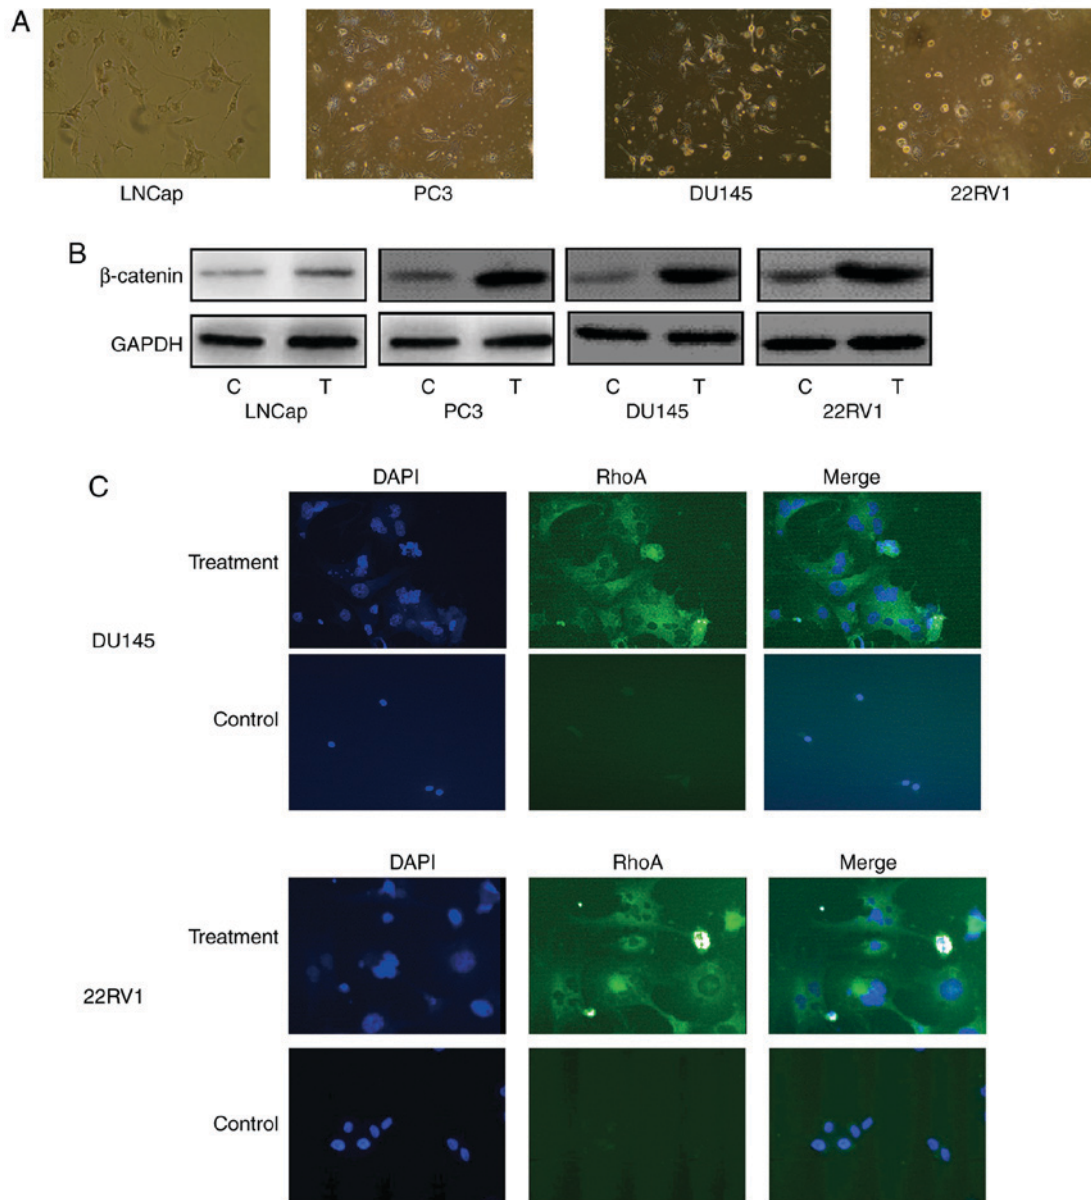 A
LNCap PC3 DU145 22RV1
B
β-catenin
GAPDH
C T C T C T C T
LNCap PC3 DU145 22RV1
C
DAPI RhoA Merge
Treatment
DU145
Control
DAPI RhoA Merge
Treatment
22RV1
Control